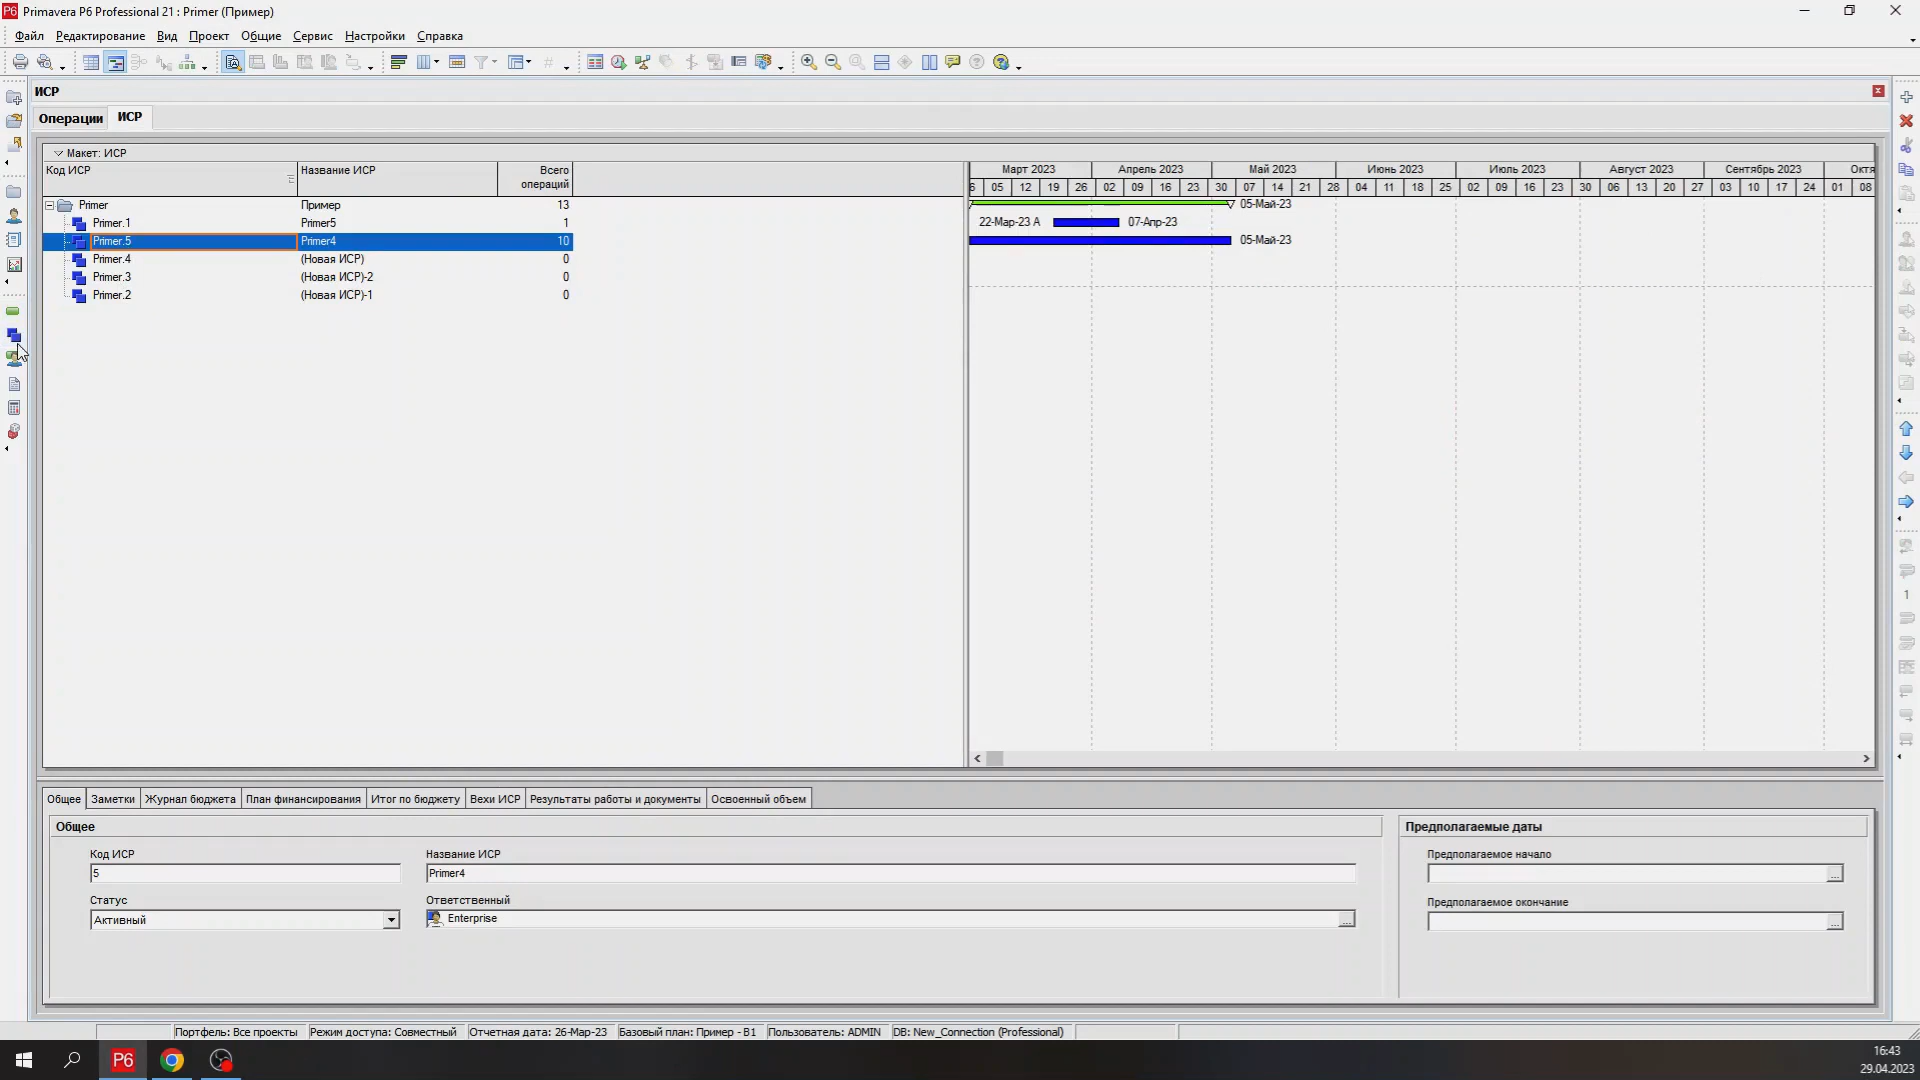 Primavera P6 Professional 21 : Primer (Пример)
Файл Редактирование Вид Проект Общие Сервис Настройки Справка
ИСР
Операции ИСР
Макет: ИСР
Код ИСР Название ИСР Всего операций
Март 2023 Апрель 2023 Май 2023 Июнь 2023 Июль 2023 Август 2023 Сентябрь 2023 Октя
6 05 12 19 26 02 09 16 23 30 07 14 21 28 04 11 18 25 02 09 16 23 30 06 13 20 27 03 10 17 24 01 08
Primer Пример 13 05-Май-23
Primer.1 Primer5 1 22-Мар-23 A 07-Апр-23
Primer.5 Primer4 10 05-Май-23
Primer.4 (Новая ИСР) 0
Primer.3 (Новая ИСР)-2 0
Primer.2 (Новая ИСР)-1 0
1
Общее Заметки Журнал бюджета План финансирования Итог по бюджету Вехи ИСР Результаты работы и документы Освоенный объем
Общее Предполагаемые даты
Код ИСР Название ИСР Предполагаемое начало
5 Primer4
Статус Ответственный Предполагаемое окончание
Активный Enterprise
Портфель: Все проекты Режим доступа: Совместный Отчетная дата: 26-Мар-23 Базовый план: Пример - B1 Пользователь: ADMIN DB: New_Connection (Professional)
P6
16:43
29.04.2023